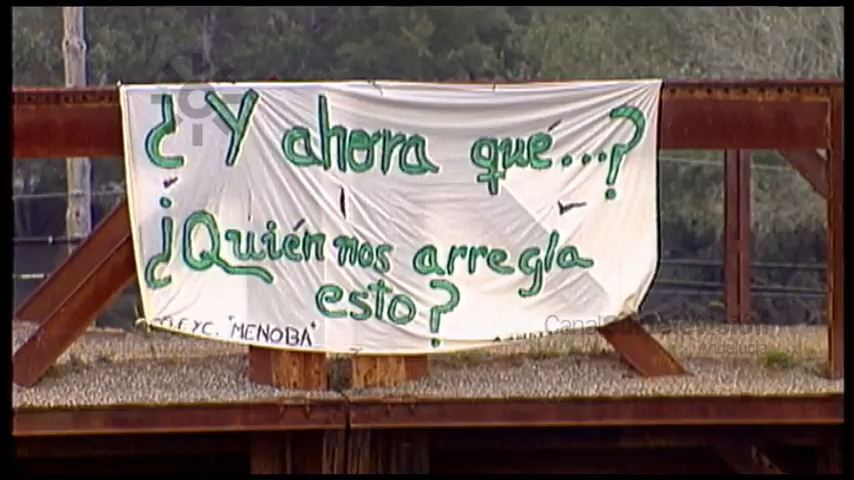 ¿Y ahora qué...?
¿Quién nos arregla
esto?
F.Y C. "MENOBA"